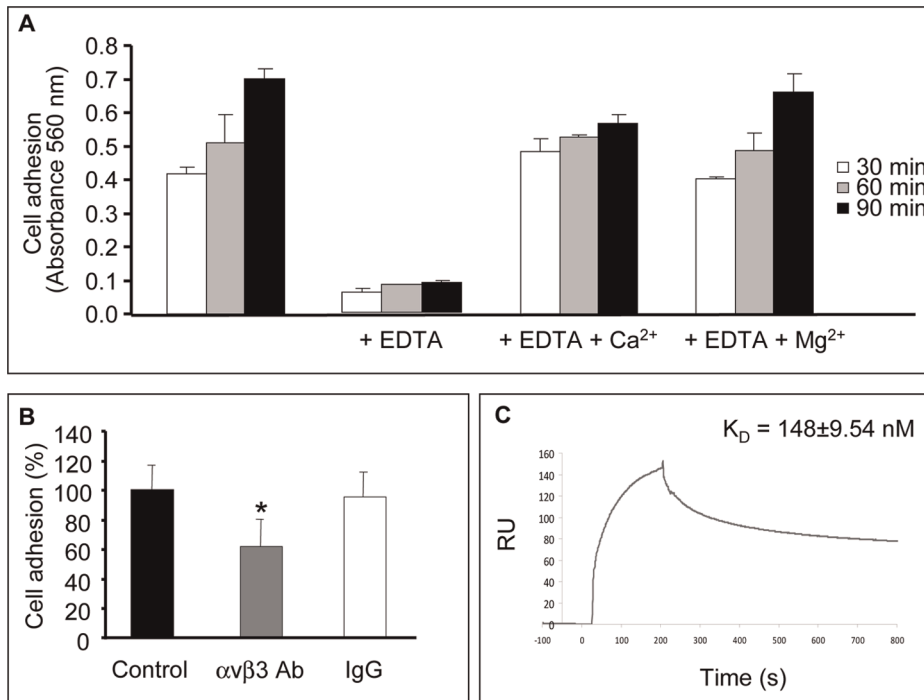 A
Cell adhesion
(Absorbance 560 nm)
0.8
0.7
0.6
0.5
0.4
0.3
0.2
0.1
0.0
30 min
60 min
90 min
+ EDTA
+ EDTA + Ca²⁺
+ EDTA + Mg²⁺
B
Cell adhesion (%)
140
120
100
80
60
40
20
0
*
Control
αvβ3 Ab
IgG
C
K_D = 148±9.54 nM
RU
160
140
120
100
80
60
40
20
0
-100 0 100 200 300 400 500 600 700 800
Time (s)